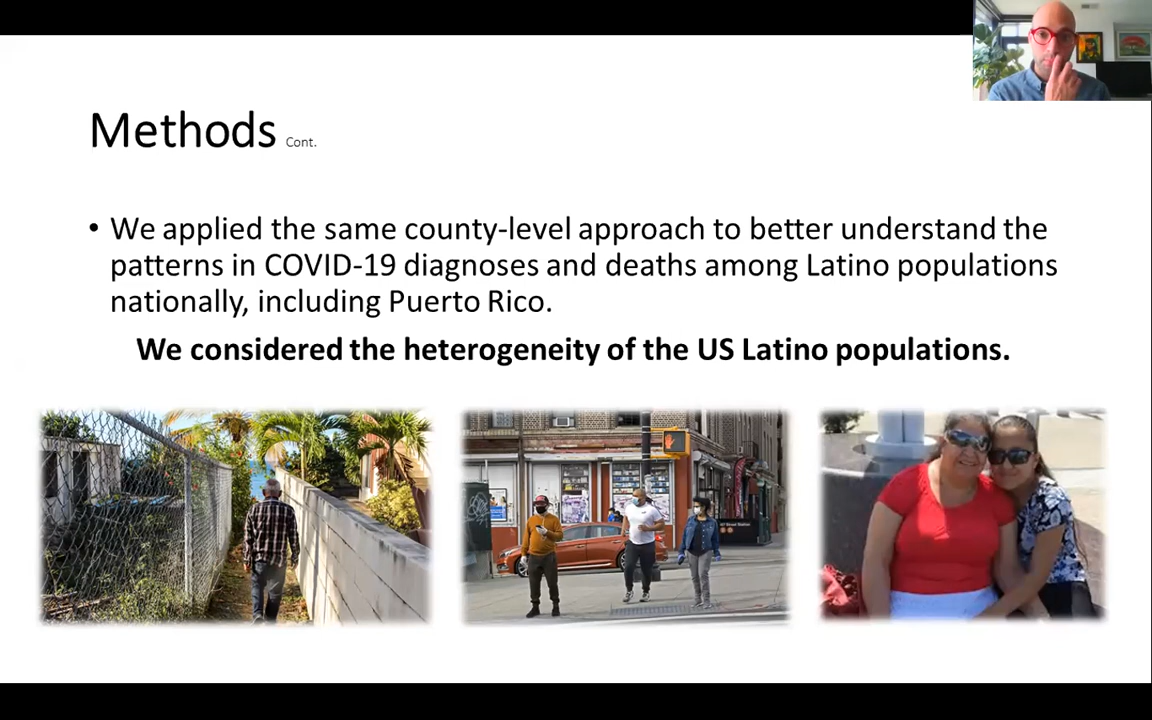 Methods Cont.
• We applied the same county-level approach to better understand the
patterns in COVID-19 diagnoses and deaths among Latino populations
nationally, including Puerto Rico.
We considered the heterogeneity of the US Latino populations.